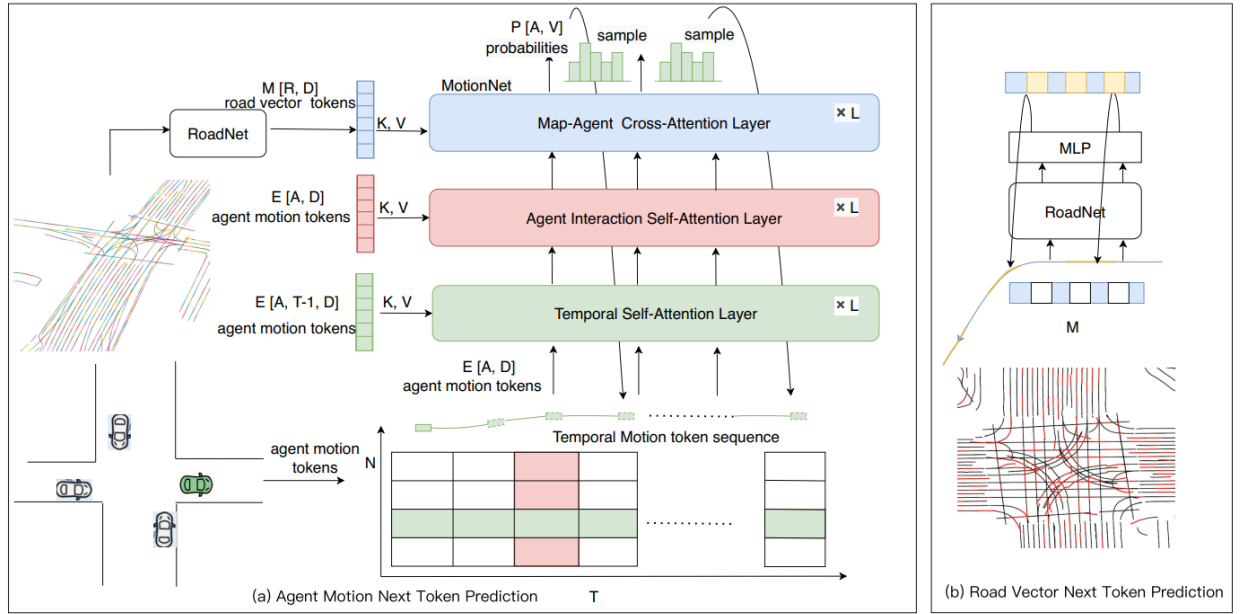 P [A, V]
probabilities
sample
sample
M [R, D]
road vector tokens
MotionNet
RoadNet
K, V
Map-Agent Cross-Attention Layer
× L
E [A, D]
agent motion tokens
K, V
Agent Interaction Self-Attention Layer
× L
E [A, T-1, D]
agent motion tokens
K, V
Temporal Self-Attention Layer
× L
E [A, D]
agent motion tokens
Temporal Motion token sequence
agent motion
tokens
N
T
(a) Agent Motion Next Token Prediction
MLP
RoadNet
M
(b) Road Vector Next Token Prediction